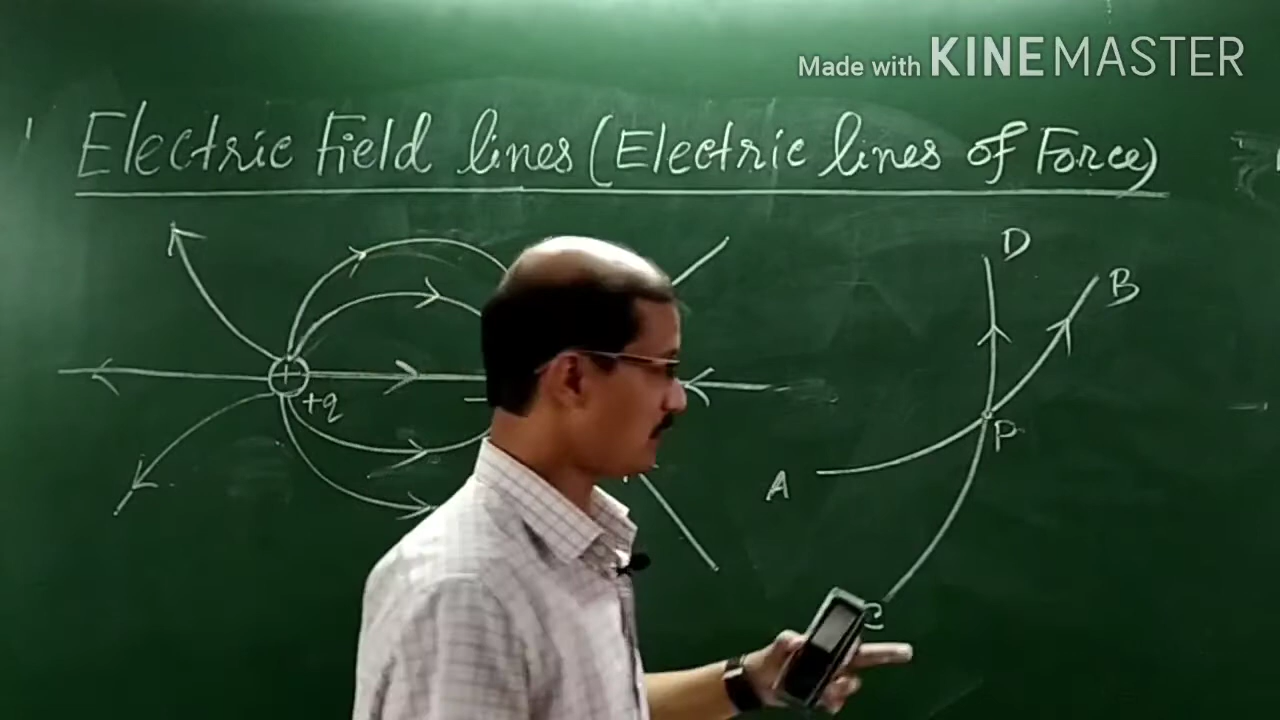 Made with KINEMASTER
Electric Field lines (Electric lines of Force)
D
B
+
+q
−
P
A
C